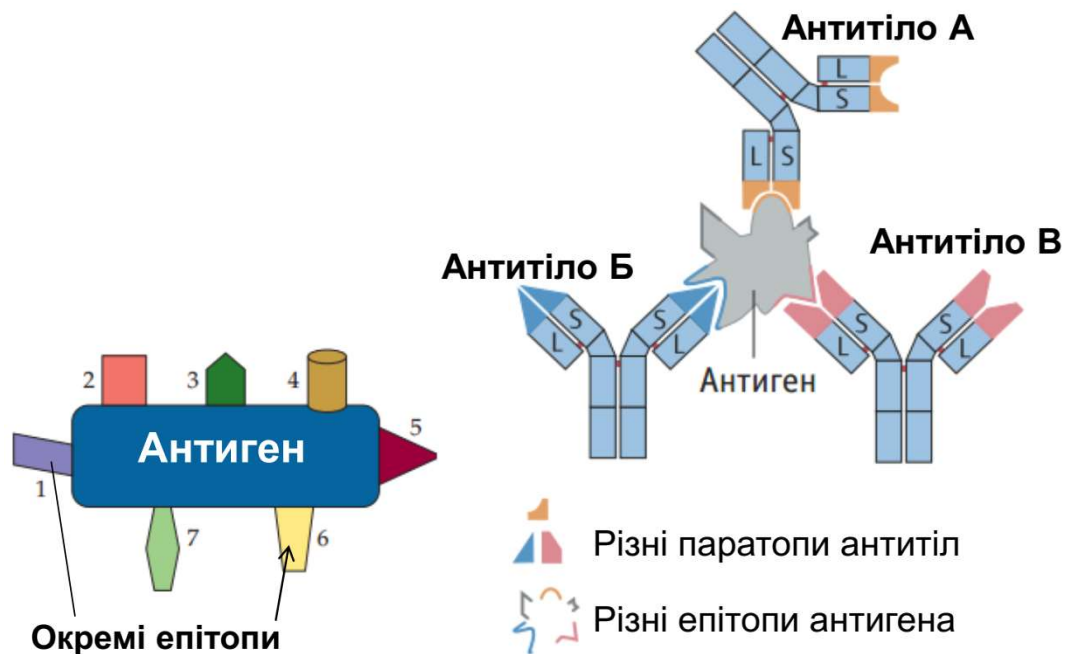 Антитіло А
L
S
L
S
Антитіло Б
Антитіло В
S
L
S
L
S
L
S
L
Антиген
2
3
4
5
Антиген
1
7
6
Окремі епітопи
Різні паратопи антитіл
Різні епітопи антигена